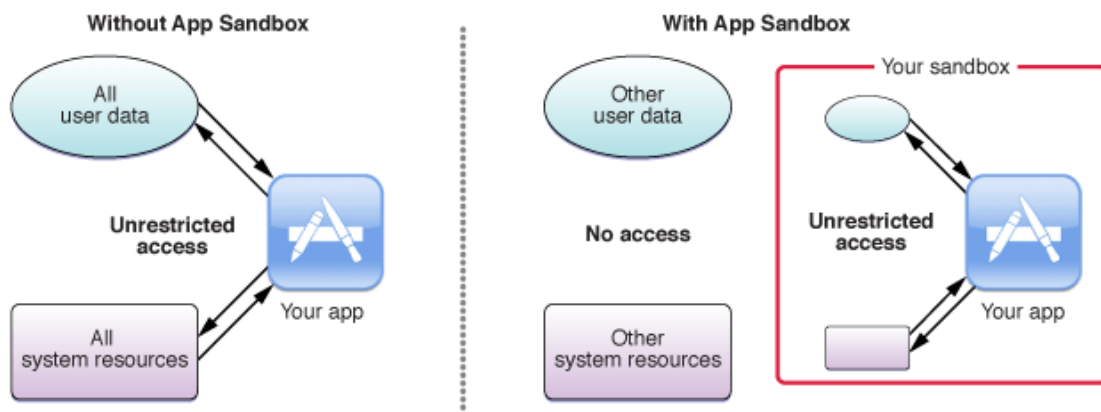 Without App Sandbox
All
user data
Unrestricted
access
Your app
All
system resources
With App Sandbox
Your sandbox
Other
user data
No access
Unrestricted
access
Your app
Other
system resources